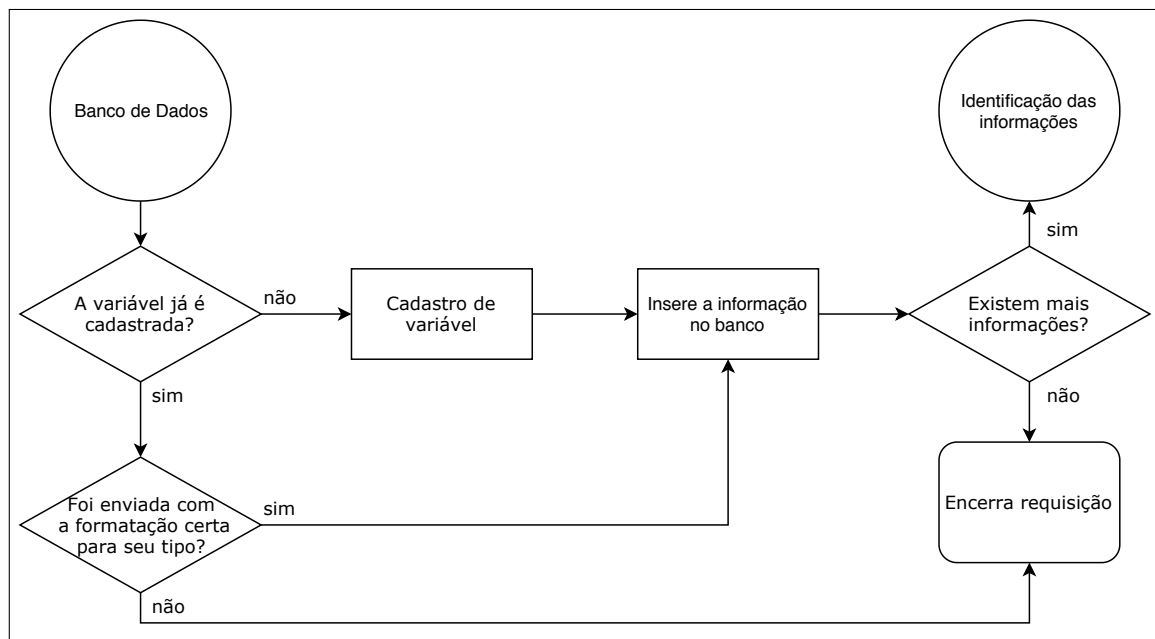 Banco de Dados
Identificação das
informações
sim
A variável já é
cadastrada?
não
Cadastro de
variável
Insere a informação
no banco
Existem mais
informações?
sim
não
Foi enviada com
a formatação certa
para seu tipo?
sim
Encerra requisição
não